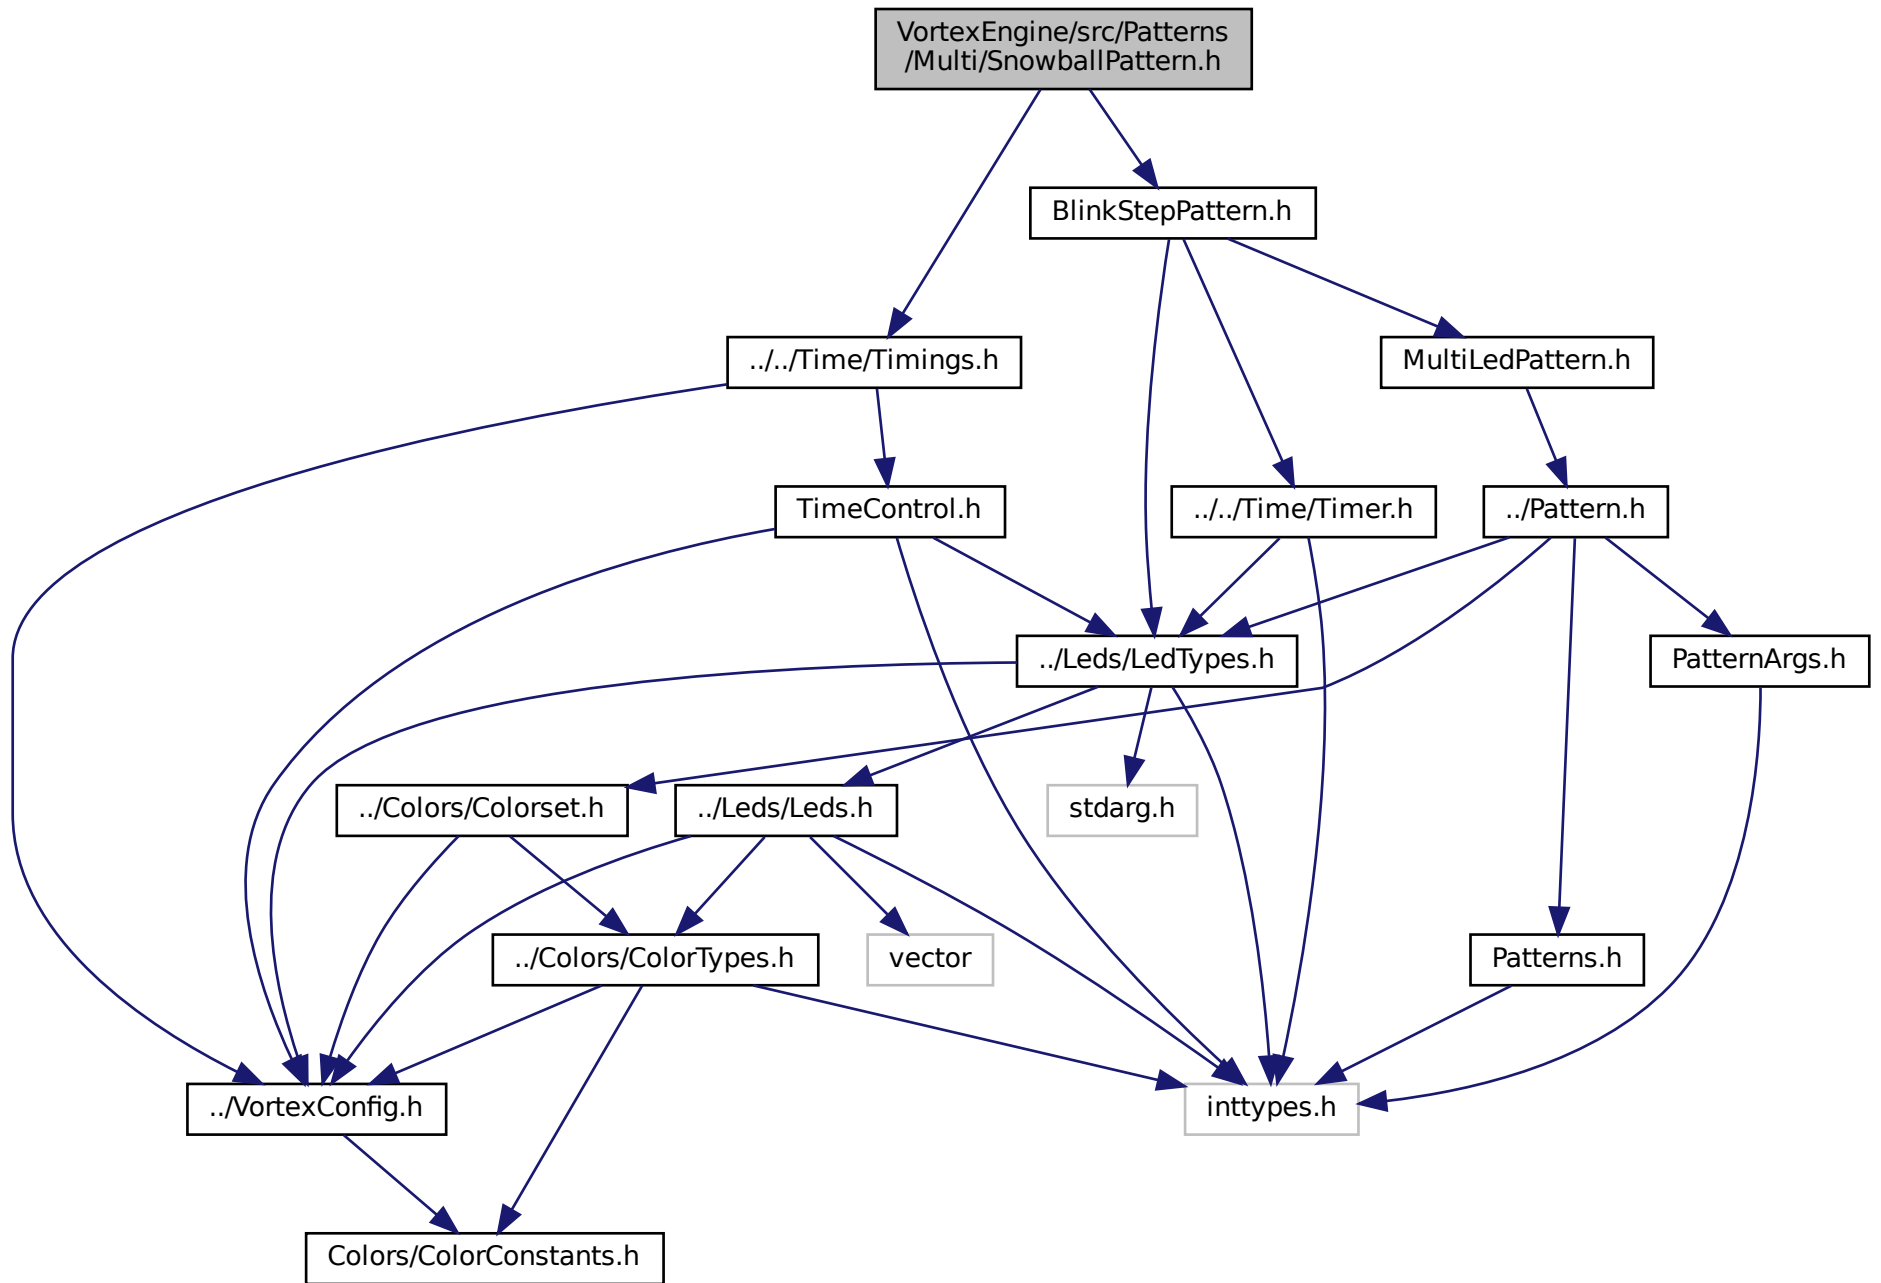 VortexEngine/src/Patterns
/Multi/SnowballPattern.h
BlinkStepPattern.h
../../Time/Timings.h
MultiLedPattern.h
TimeControl.h
../../Time/Timer.h
../Pattern.h
../Leds/LedTypes.h
PatternArgs.h
../Colors/Colorset.h
../Leds/Leds.h
stdarg.h
../Colors/ColorTypes.h
vector
Patterns.h
../VortexConfig.h
inttypes.h
Colors/ColorConstants.h